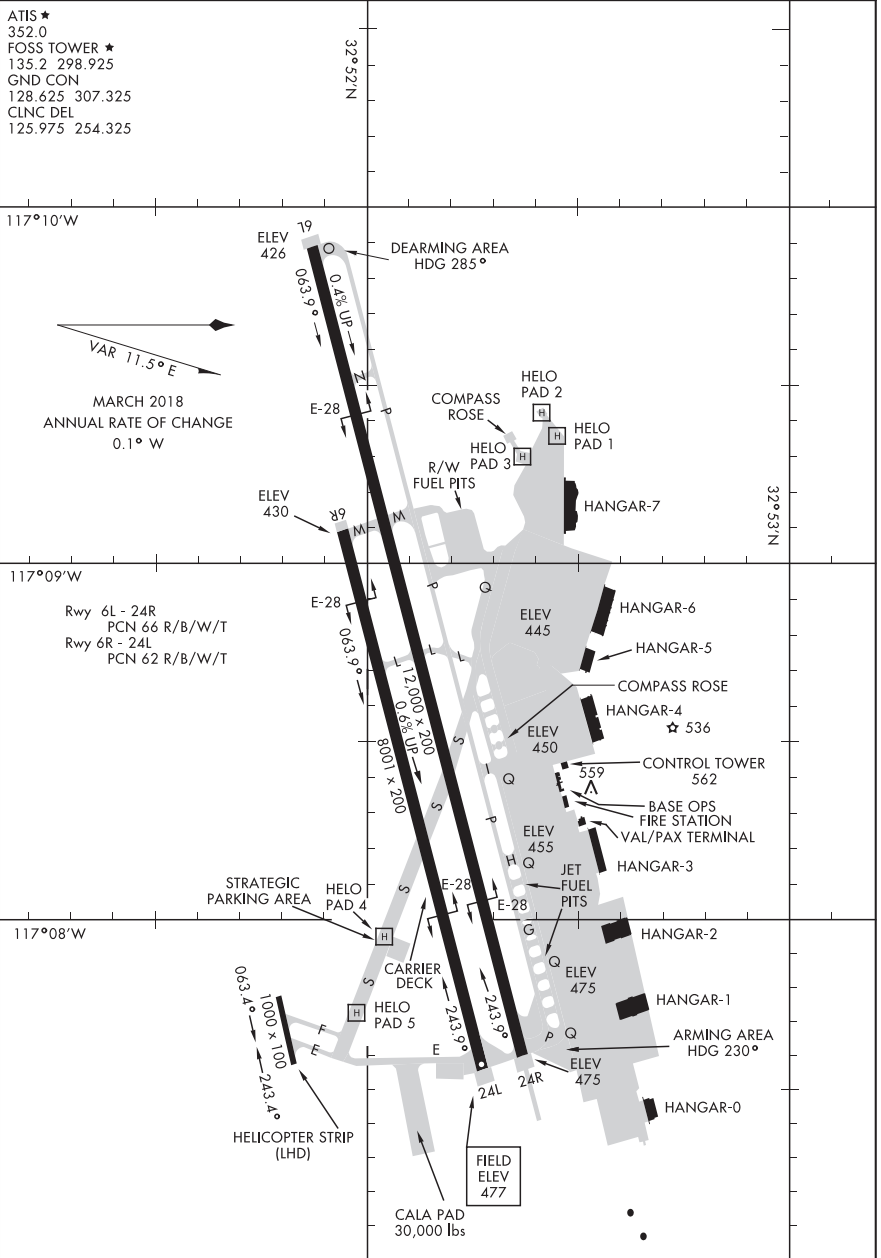 ATIS ★
352.0
FOSS TOWER ★
135.2 298.925
GND CON
128.625 307.325
CLNC DEL
125.975 254.325
32°52'N
117°10'W
6L
ELEV
426
DEARMING AREA
HDG 285°
O
063.9°
0.4% UP
VAR 11.5° E
MARCH 2018
ANNUAL RATE OF CHANGE
0.1° W
N
P
E-28
HELO
PAD 2
H
COMPASS
ROSE
HELO
PAD 1
H
HELO
PAD 3
H
R/W
FUEL PITS
32°53'N
ELEV
430
6R
M
M
HANGAR-7
117°09'W
P
Q
E-28
Rwy 6L - 24R
PCN 66 R/B/W/T
Rwy 6R - 24L
PCN 62 R/B/W/T
ELEV
445
HANGAR-6
063.9°
L
L
L
HANGAR-5
12,000 x 200
0.6% UP
8001 x 200
COMPASS ROSE
HANGAR-4
536
ELEV
450
S
I
Q
CONTROL TOWER
562
559
BASE OPS
FIRE STATION
VAL/PAX TERMINAL
S
P
ELEV
455
H
Q
HANGAR-3
JET
FUEL
PITS
STRATEGIC
PARKING AREA
HELO
PAD 4
H
S
E-28
E-28
117°08'W
G
HANGAR-2
CARRIER
DECK
Q
ELEV
475
S
063.4°
1000 x 100
243.4°
HELO
PAD 5
H
243.9°
243.9°
HANGAR-1
F
E
E
P
Q
ARMING AREA
HDG 230°
ELEV
475
24L
24R
HELICOPTER STRIP
(LHD)
HANGAR-0
FIELD
ELEV
477
CALA PAD
30,000 lbs